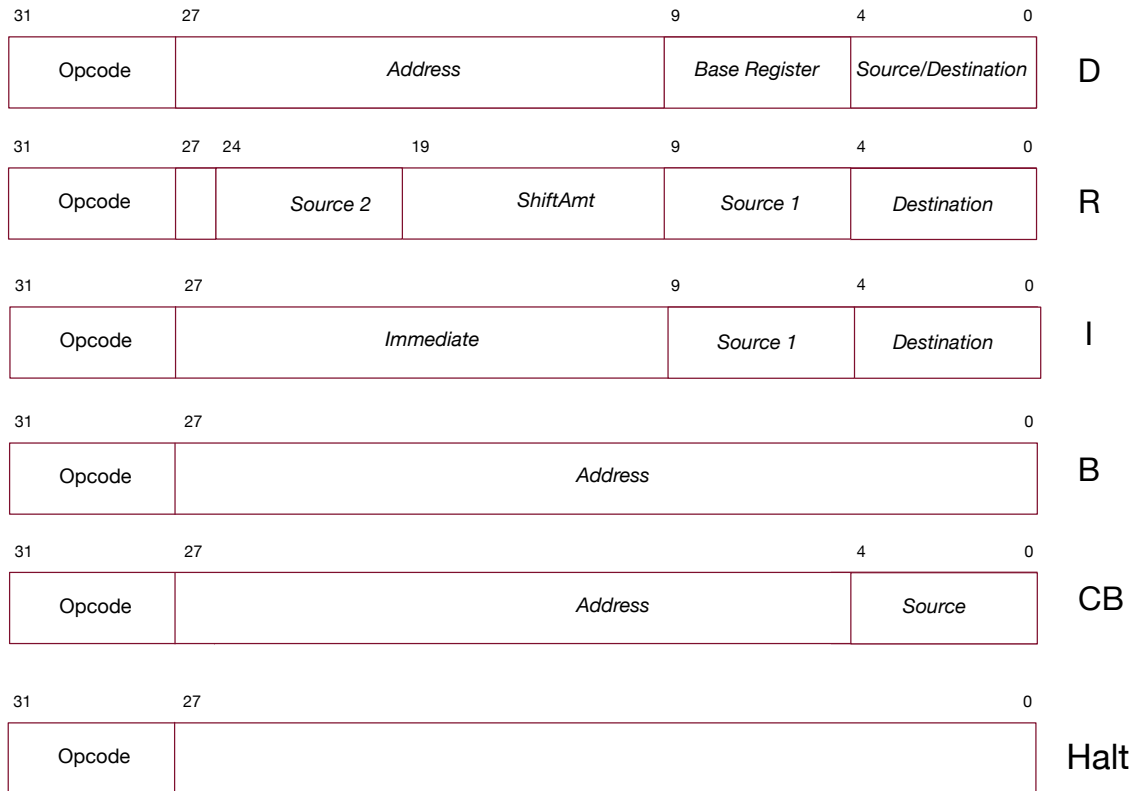 31 27 9 4 0
Opcode Address Base Register Source/Destination D
31 27 24 19 9 4 0
Opcode Source 2 ShiftAmt Source 1 Destination R
31 27 9 4 0
Opcode Immediate Source 1 Destination I
31 27 0
Opcode Address B
31 27 4 0
Opcode Address Source CB
31 27 0
Opcode Halt